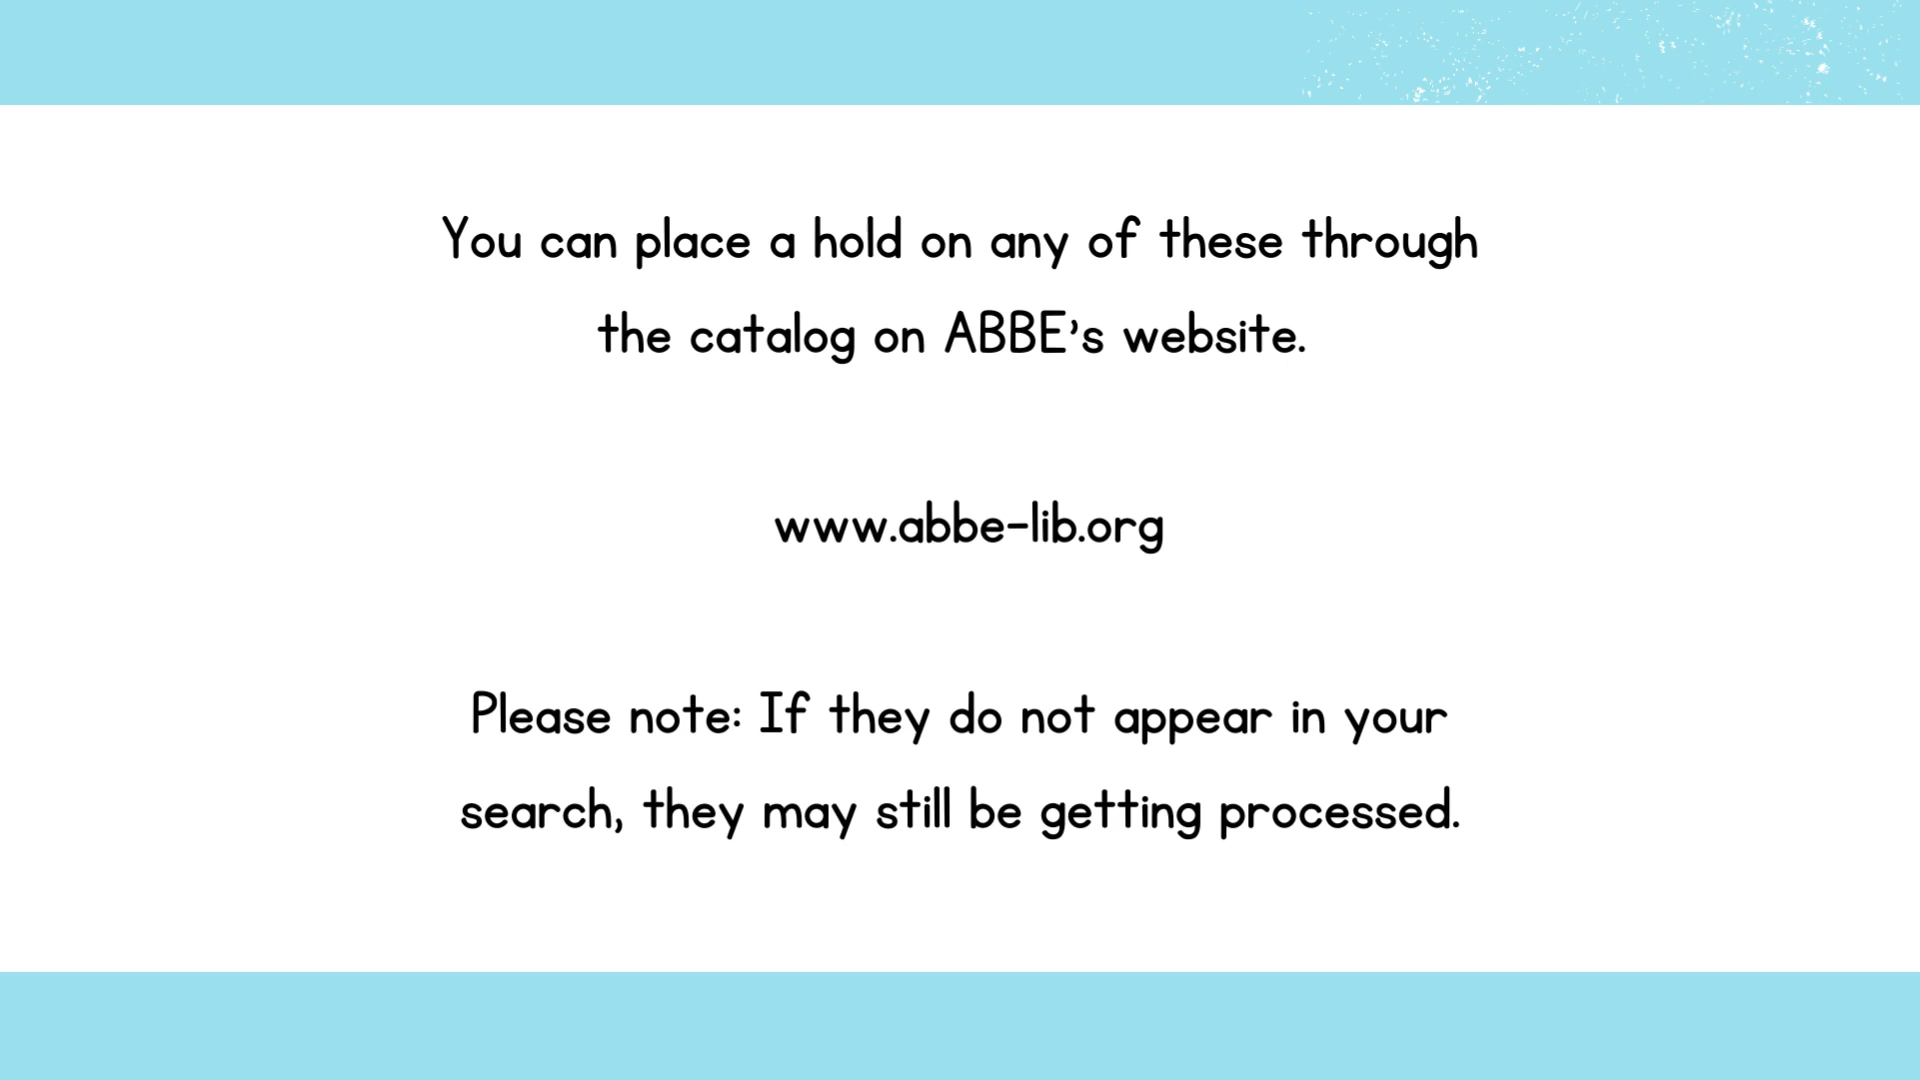 You can place a hold on any of these through
the catalog on ABBE's website.
www.abbe-lib.org
Please note: If they do not appear in your
search, they may still be getting processed.